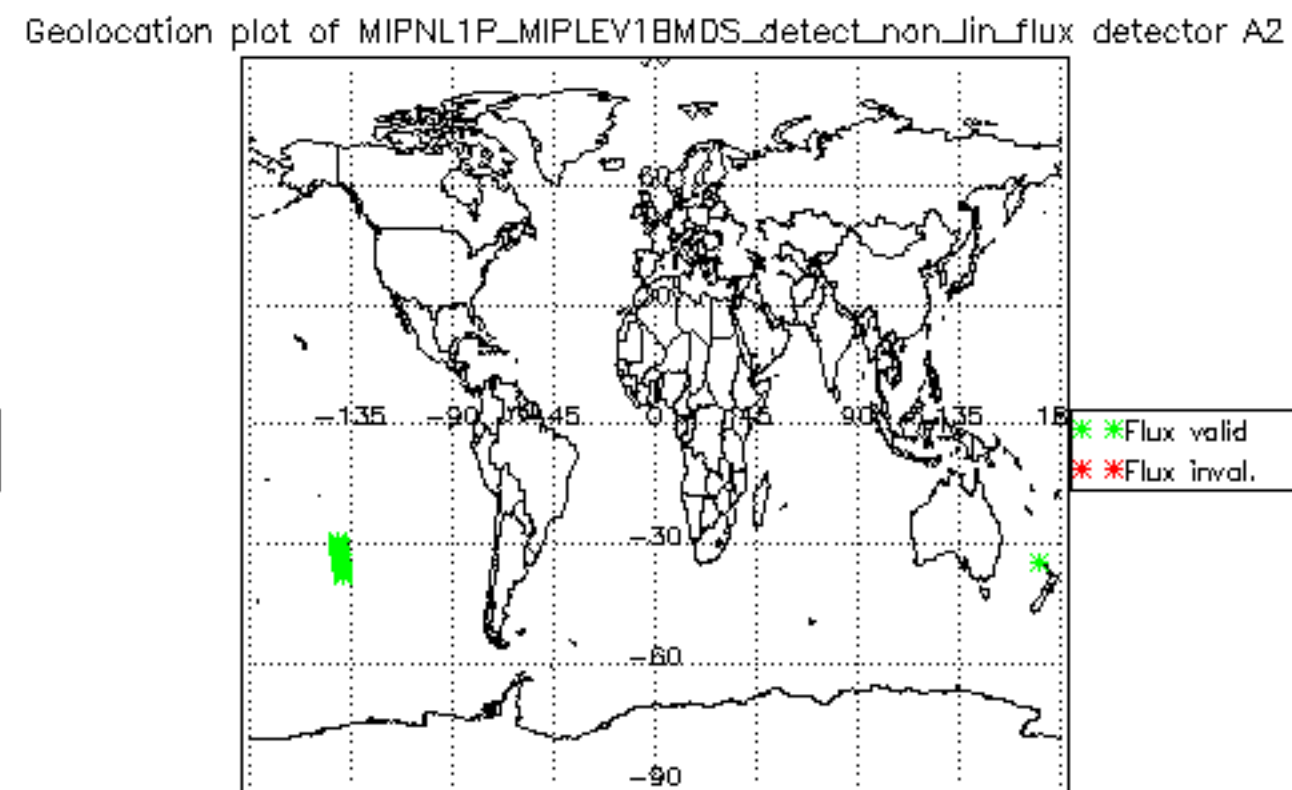 Geolocation plot of MIPNL1P_MIPLEV1BMDS_detect_non_lin_flux detector A2
60
-135 -90 45 0 45 90 135
Flux valid
Flux inval.
-30
-60
-90